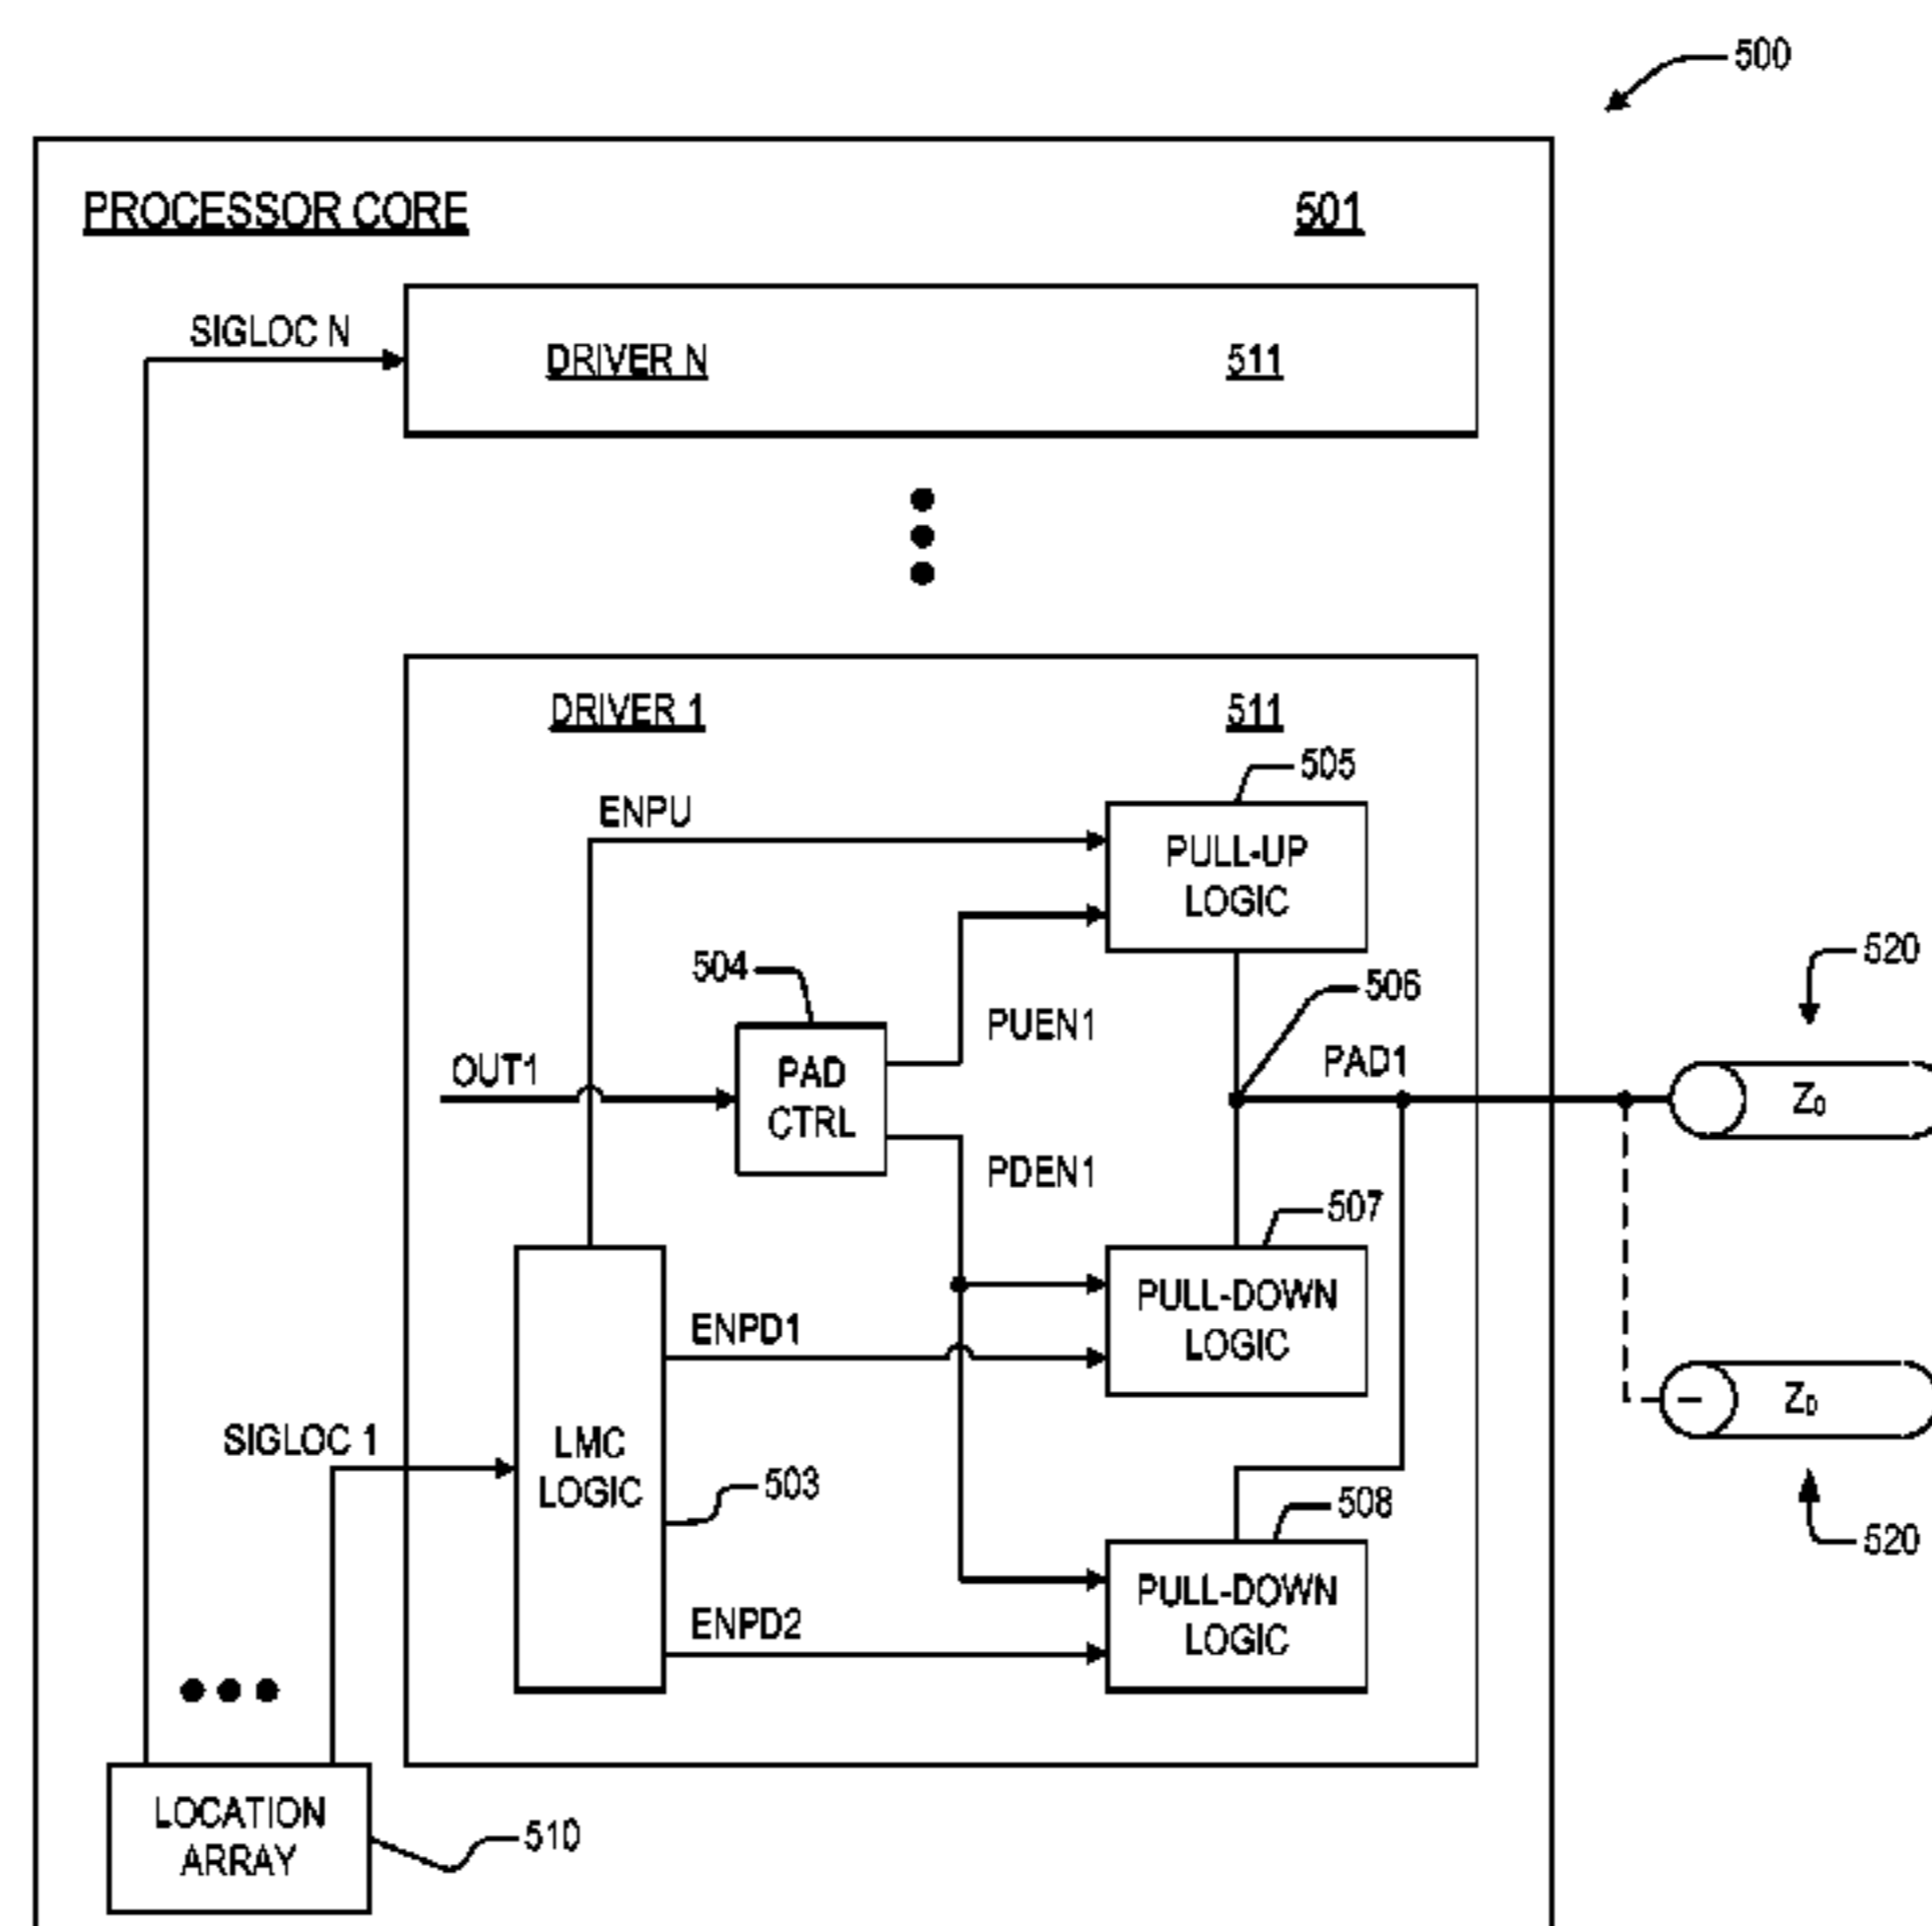 500
PROCESSOR CORE 501
SIGLOC N
DRIVER N 511
DRIVER 1 511
505
ENPU
PULL-UP
LOGIC
504
520
506
PUEN1
OUT1
PAD
CTRL
PAD1
Z0
PDEN1
507
PULL-DOWN
LOGIC
ENPD1
SIGLOC 1
LMC
LOGIC
503
Z0
508
520
PULL-DOWN
LOGIC
ENPD2
LOCATION
ARRAY
510